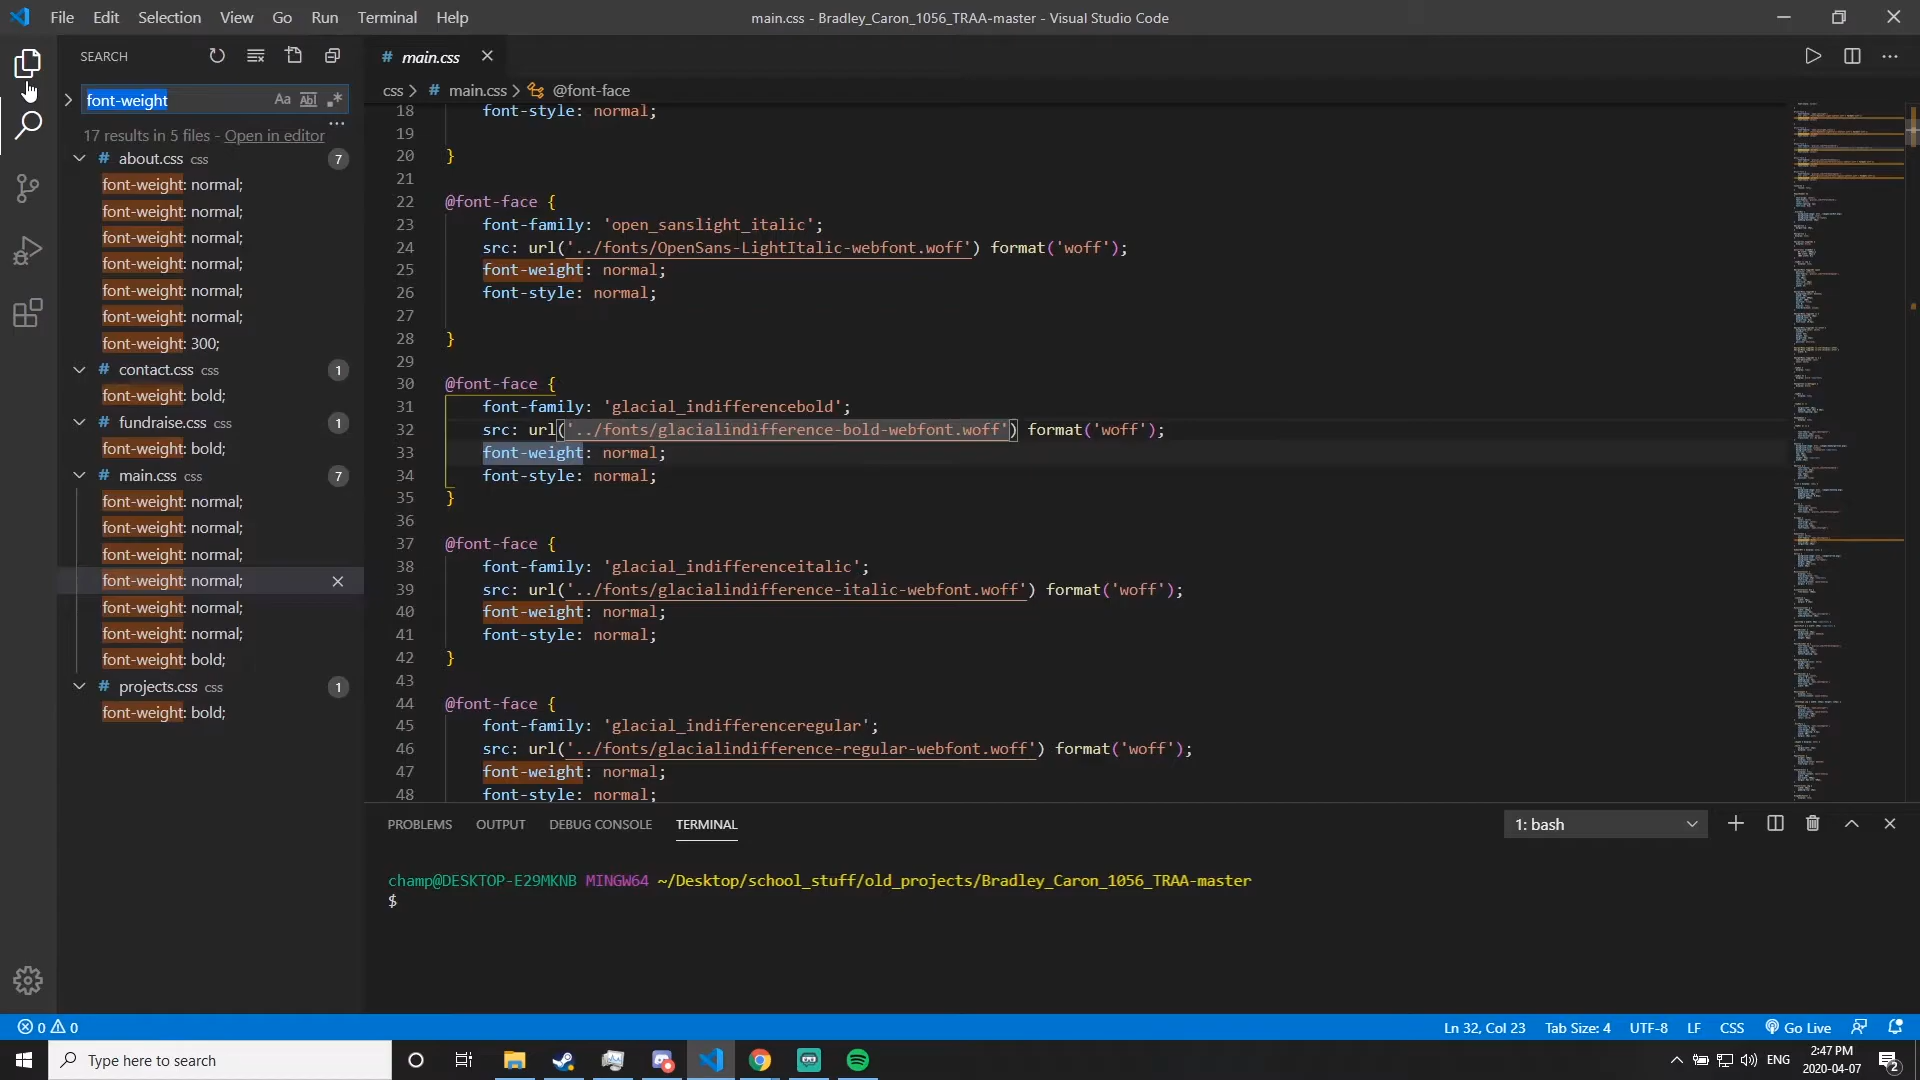 File Edit Selection View Go Run Terminal Help
main.css - Bradley_Caron_1056_TRAA-master - Visual Studio Code
SEARCH
font-weight
Aa Abl .*
17 results in 5 files - Open in editor
about.css css 7
font-weight: normal;
font-weight: normal;
font-weight: normal;
font-weight: normal;
font-weight: normal;
font-weight: normal;
font-weight: 300;
contact.css css 1
font-weight: bold;
fundraise.css css 1
font-weight: bold;
main.css css 7
font-weight: normal;
font-weight: normal;
font-weight: normal;
font-weight: normal;
font-weight: normal;
font-weight: normal;
font-weight: bold;
projects.css css 1
font-weight: bold;
# main.css
css > # main.css > @font-face
18 font-style: normal;
19
20 }
21
22 @font-face {
23 font-family: 'open_sanslight_italic';
24 src: url('../fonts/OpenSans-LightItalic-webfont.woff') format('woff');
25 font-weight: normal;
26 font-style: normal;
27
28 }
29
30 @font-face {
31 font-family: 'glacial_indifferencebold';
32 src: url('../fonts/glacialindifference-bold-webfont.woff') format('woff');
33 font-weight: normal;
34 font-style: normal;
35 }
36
37 @font-face {
38 font-family: 'glacial_indifferenceitalic';
39 src: url('../fonts/glacialindifference-italic-webfont.woff') format('woff');
40 font-weight: normal;
41 font-style: normal;
42 }
43
44 @font-face {
45 font-family: 'glacial_indifferenceregular';
46 src: url('../fonts/glacialindifference-regular-webfont.woff') format('woff');
47 font-weight: normal;
48 font-style: normal;
PROBLEMS OUTPUT DEBUG CONSOLE TERMINAL
1: bash
champ@DESKTOP-E29MKNB MINGW64 ~/Desktop/school_stuff/old_projects/Bradley_Caron_1056_TRAA-master
$
0 0
Ln 32, Col 23 Tab Size: 4 UTF-8 LF CSS Go Live
Type here to search
ENG
2:47 PM
2020-04-07
2